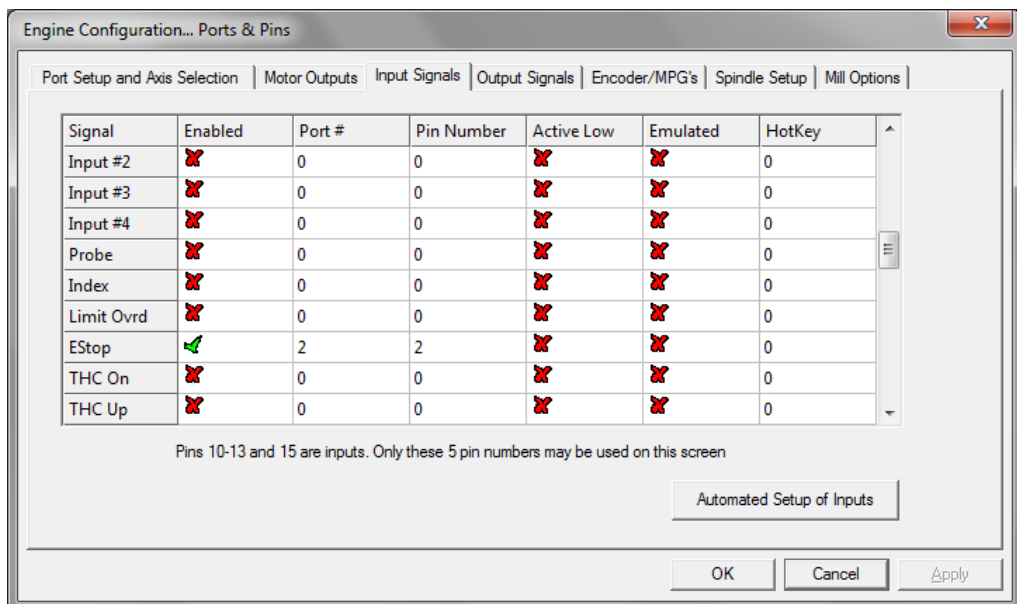 Engine Configuration... Ports & Pins
Port Setup and Axis Selection Motor Outputs Input Signals Output Signals Encoder/MPG's Spindle Setup Mill Options
Signal Enabled Port # Pin Number Active Low Emulated HotKey
Input #2 0 0 0
Input #3 0 0 0
Input #4 0 0 0
Probe 0 0 0
Index 0 0 0
Limit Ovrd 0 0 0
EStop 2 2 0
THC On 0 0 0
THC Up 0 0 0
Pins 10-13 and 15 are inputs. Only these 5 pin numbers may be used on this screen
Automated Setup of Inputs
OK Cancel Apply